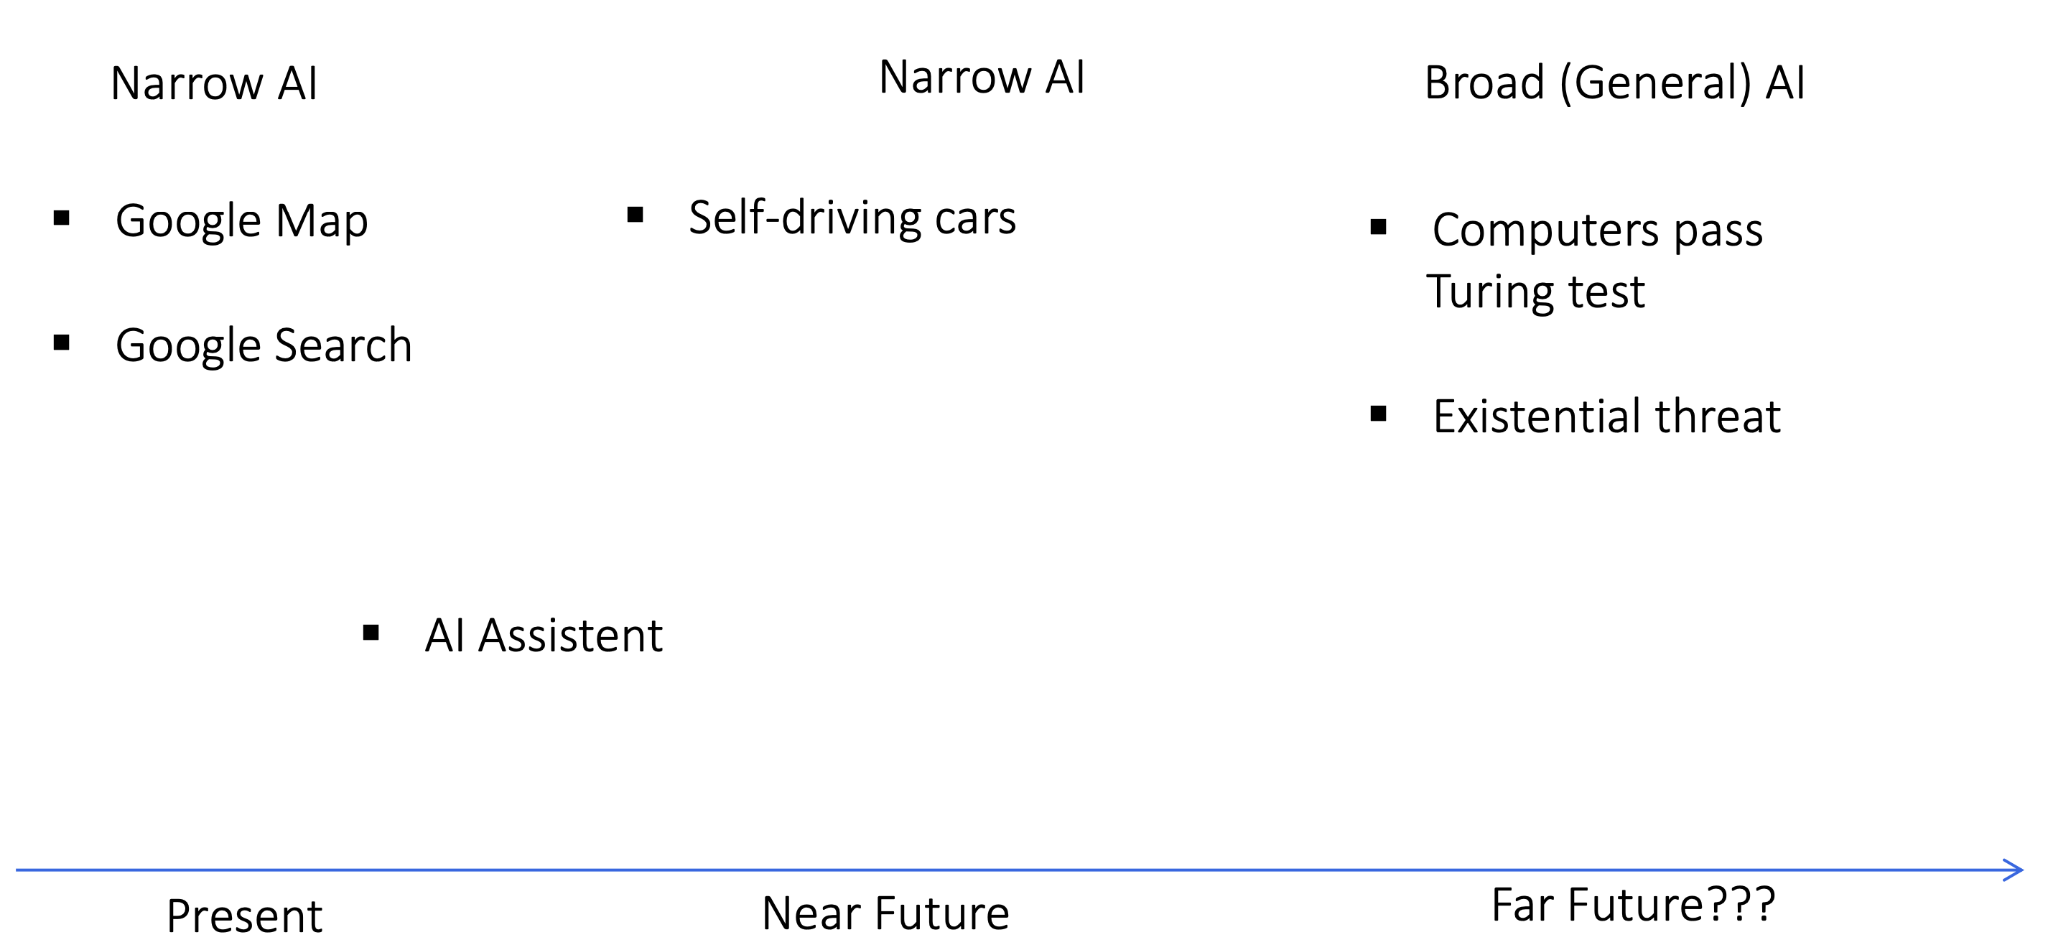 Narrow AI
Narrow AI
Broad (General) AI
▪ Google Map
▪ Self-driving cars
▪ Computers pass
Turing test
▪ Google Search
▪ Existential threat
▪ AI Assistent
Present
Near Future
Far Future???